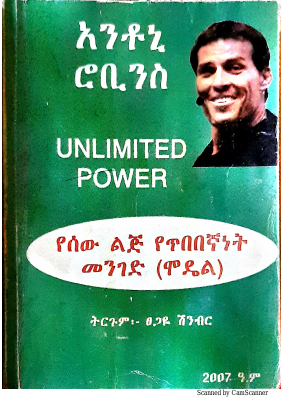 አንቶኒ
ሮቢንስ
UNLIMITED
POWER
የሰው ልጅ የጥበበኛነት
መንገድ (ሞዴል)
ትርጉም፦ ፀጋዬ ሽንብር
2007 ዓ.ም
Scanned by CamScanner